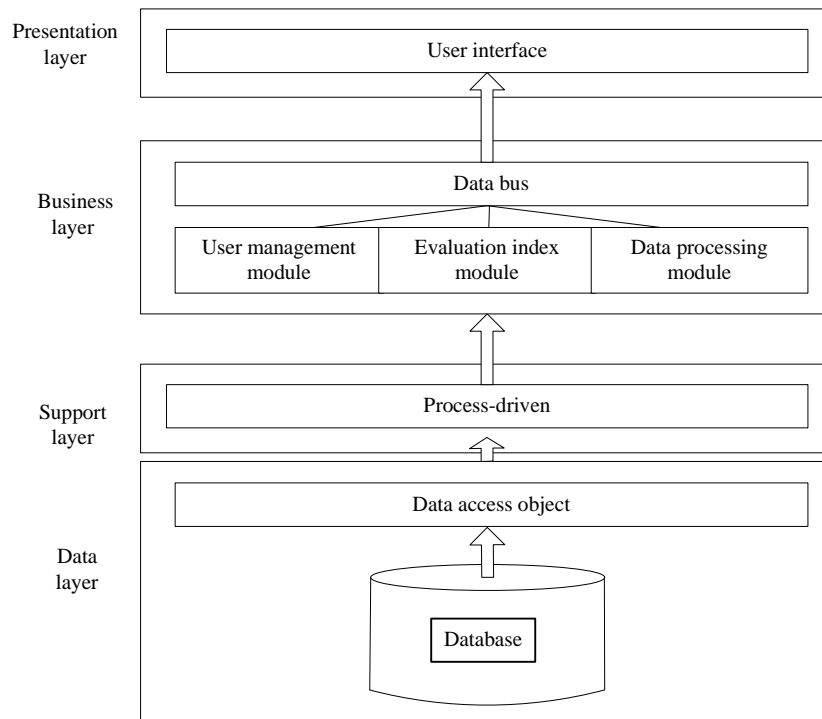 Presentation
layer
User interface
Business
layer
Data bus
User management
module
Evaluation index
module
Data processing
module
Support
layer
Process-driven
Data
layer
Data access object
Database